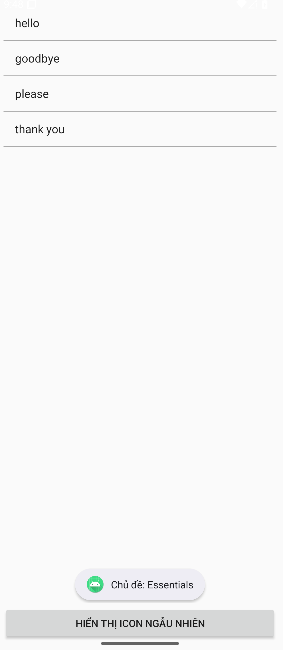 hello
goodbye
please
thank you
Chủ đề: Essentials
HIỂN THỊ ICON NGẪU NHIÊN